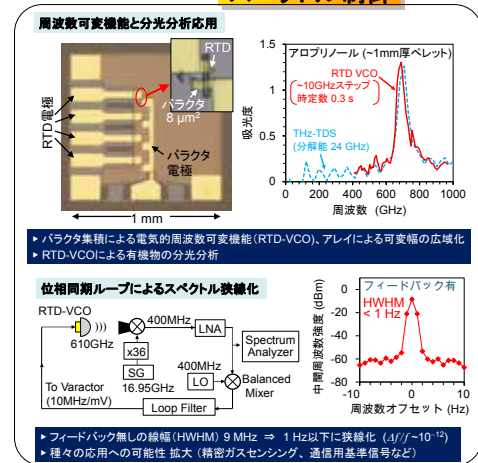 周波数可変機能と分光分析応用
RTD
バラクタ
8 μm²
RTD電極
バラクタ
電極
1 mm
アロプリノール (~1mm厚ペレット)
RTD VCO
(~10GHzステップ
時定数 0.3 s)
THz-TDS
(分解能 24 GHz)
吸光度
1.5
1
0.5
0
0 200 400 600 800 1000
周波数 (GHz)
▸ バラクタ集積による電気的周波数可変機能(RTD-VCO)、アレイによる可変幅の広域化
▸ RTD-VCOによる有機物の分光分析
位相同期ループによるスペクトル狭線化
RTD-VCO
610GHz
400MHz
LNA
Spectrum
Analyzer
x36
SG
16.95GHz
400MHz
LO
Balanced
Mixer
To Varactor
(10MHz/mV)
Loop Filter
フィードバック有
HWHM
< 1 Hz
中間周波数強度 (dBm)
0
-20
-40
-60
-80
-10 0 10
周波数オフセット (Hz)
▸ フィードバック無しの線幅(HWHM) 9 MHz ⇒ 1 Hz以下に狭線化 (Δf/f ~10⁻¹²)
▸ 種々の応用への可能性 拡大 (精密ガスセンシング、通信用基準信号など)